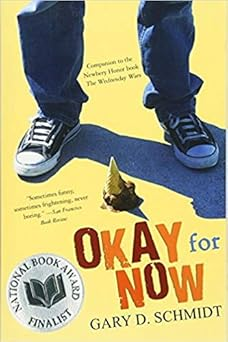 Companion to the
Newbery Honor book
The Wednesday Wars
"Sometimes funny,
sometimes frightening, never
boring." —San Francisco
Book Review
OKAY for
NOW
NATIONAL BOOK AWARD
FINALIST
GARY D. SCHMIDT